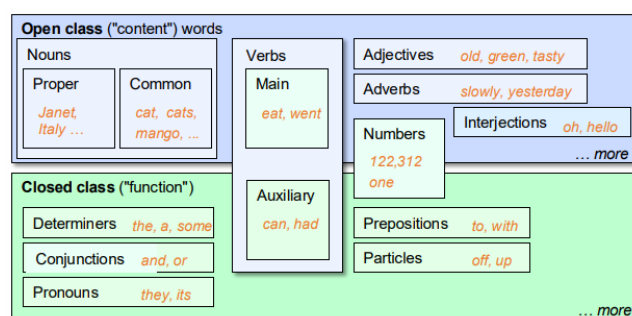 Open class ("content") words
Nouns
Proper
Janet,
Italy …
Common
cat, cats,
mango, ...
Verbs
Main
eat, went
Adjectives old, green, tasty
Adverbs slowly, yesterday
Interjections oh, hello
Numbers
122,312
one
... more
Closed class ("function")
Determiners the, a, some
Conjunctions and, or
Pronouns they, its
Auxiliary
can, had
Prepositions to, with
Particles off, up
... more